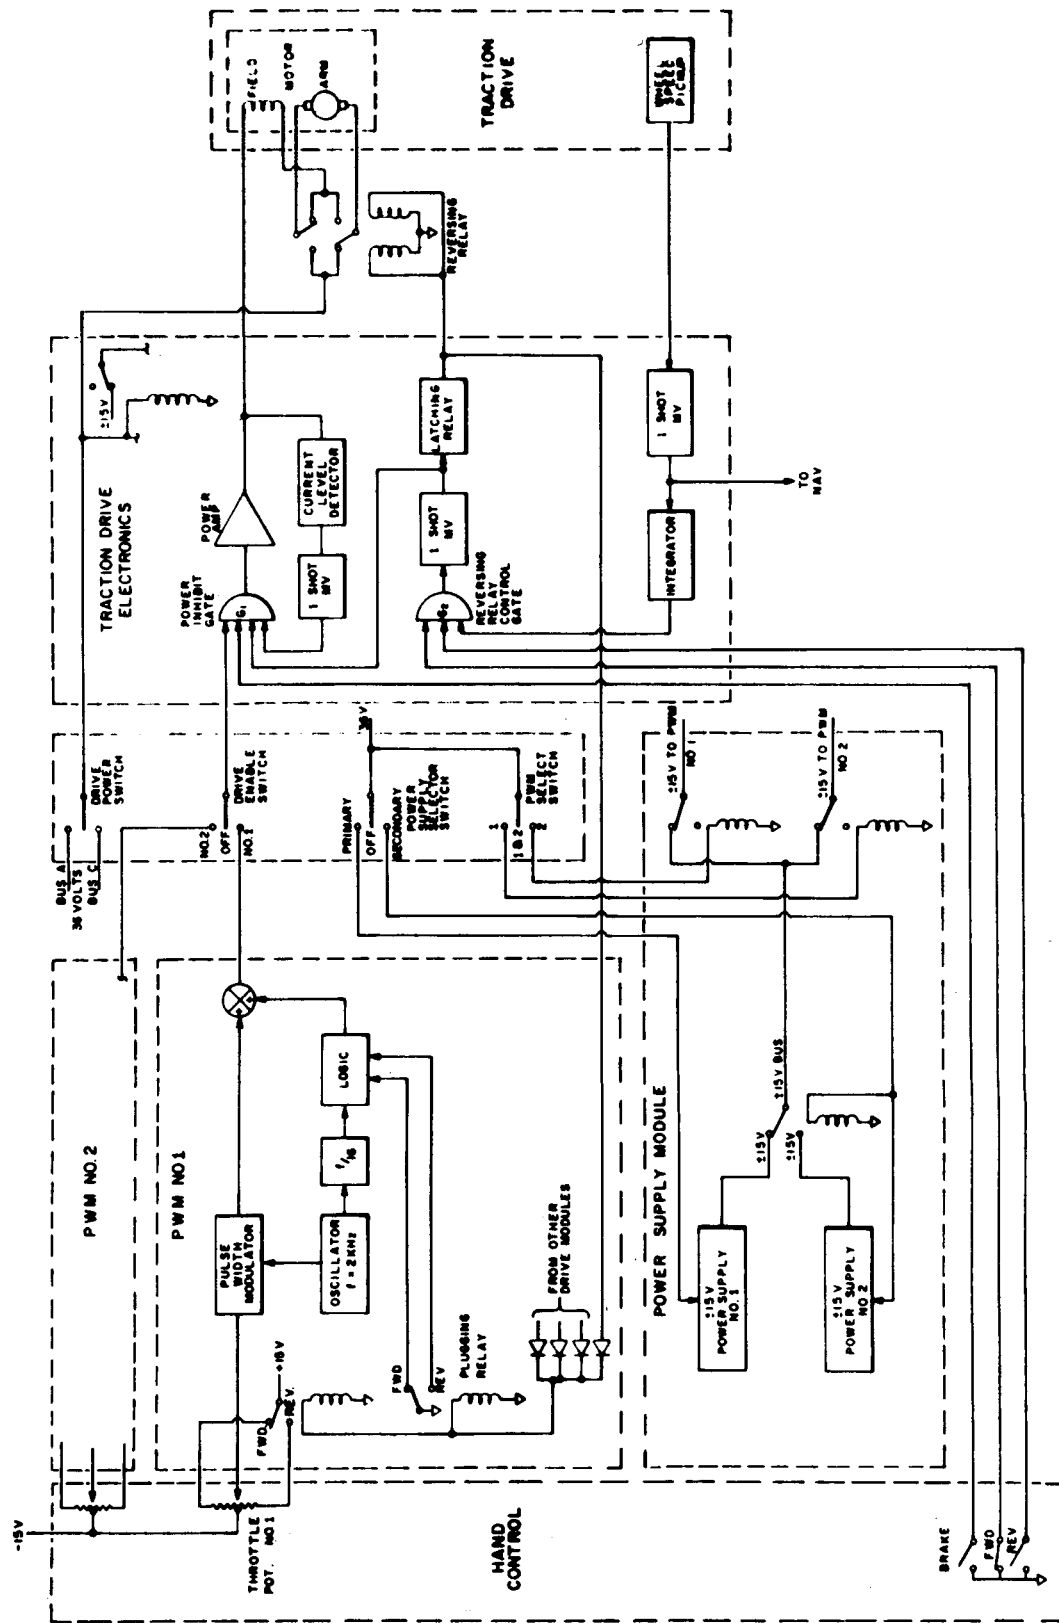 TRACTION
DRIVE
FIELD
MOTOR
ARM
WHEEL
SPEED
PICKUP
REVERSING
RELAY
TRACTION DRIVE
ELECTRONICS
±15V
POWER
INHIBIT
GATE
G1
POWER
AMP
1 SHOT
MV
CURRENT
LEVEL
DETECTOR
G2
REVERSING
RELAY
CONTROL
GATE
1 SHOT
MV
LATCHING
RELAY
INTEGRATOR
1 SHOT
MV
TO
NAV
BUS A
36 VOLTS
BUS C
DRIVE
POWER
SWITCH
NO.2
OFF
NO.1
DRIVE
ENABLE
SWITCH
PRIMARY
OFF
SECONDARY
POWER
SUPPLY
SELECTOR
SWITCH
36V
1
1 & 2
2
PWM
SELECT
SWITCH
PWM NO.2
PWM NO.1
PULSE
WIDTH
MODULATOR
OSCILLATOR
f = 2KHz
f/16
LOGIC
FWD
+15V
REV.
FWD
REV
PLUGGING
RELAY
FROM OTHER
DRIVE MODULES
POWER SUPPLY MODULE
±15V
POWER SUPPLY
NO. 1
±15V
POWER SUPPLY
NO. 2
±15V
±15V
±15V BUS
±15V TO PWM
NO 1
±15V TO PWM
NO 2
-15V
THROTTLE
POT. NO 1
HAND
CONTROL
BRAKE
FWD
REV